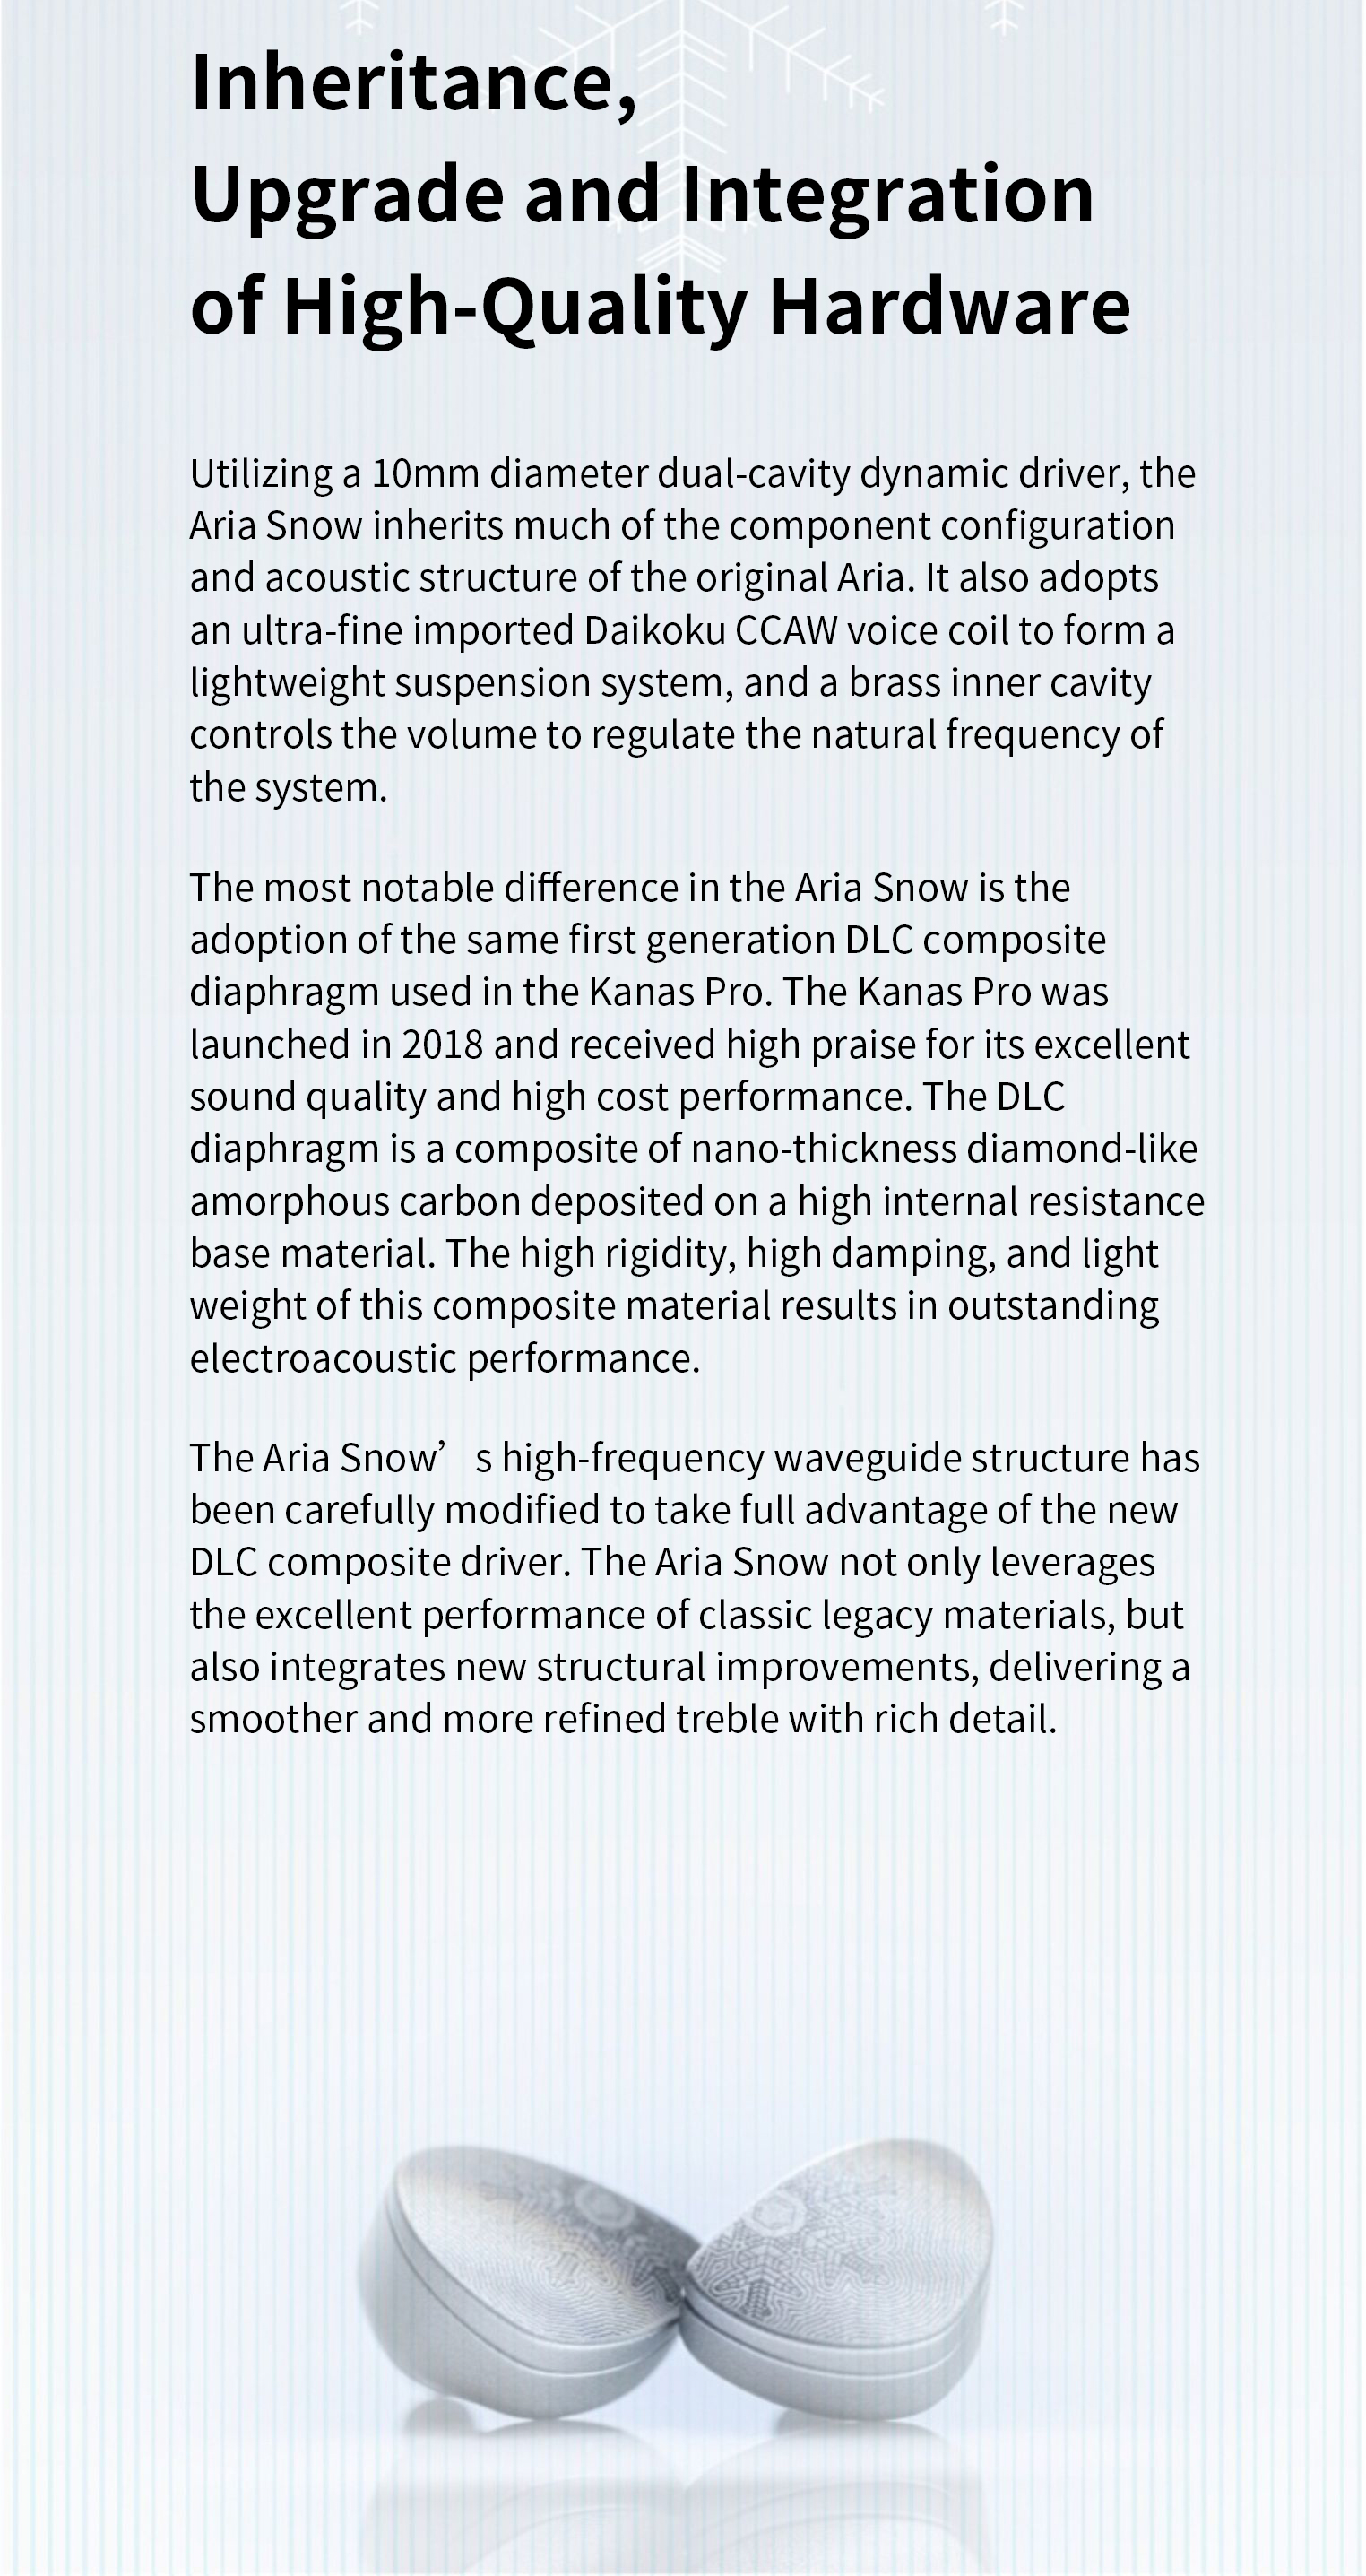 Inheritance,
Upgrade and Integration
of High-Quality Hardware
Utilizing a 10mm diameter dual-cavity dynamic driver, the
Aria Snow inherits much of the component configuration
and acoustic structure of the original Aria. It also adopts
an ultra-fine imported Daikoku CCAW voice coil to form a
lightweight suspension system, and a brass inner cavity
controls the volume to regulate the natural frequency of
the system.
The most notable difference in the Aria Snow is the
adoption of the same first generation DLC composite
diaphragm used in the Kanas Pro. The Kanas Pro was
launched in 2018 and received high praise for its excellent
sound quality and high cost performance. The DLC
diaphragm is a composite of nano-thickness diamond-like
amorphous carbon deposited on a high internal resistance
base material. The high rigidity, high damping, and light
weight of this composite material results in outstanding
electroacoustic performance.
The Aria Snow’ s high-frequency waveguide structure has
been carefully modified to take full advantage of the new
DLC composite driver. The Aria Snow not only leverages
the excellent performance of classic legacy materials, but
also integrates new structural improvements, delivering a
smoother and more refined treble with rich detail.